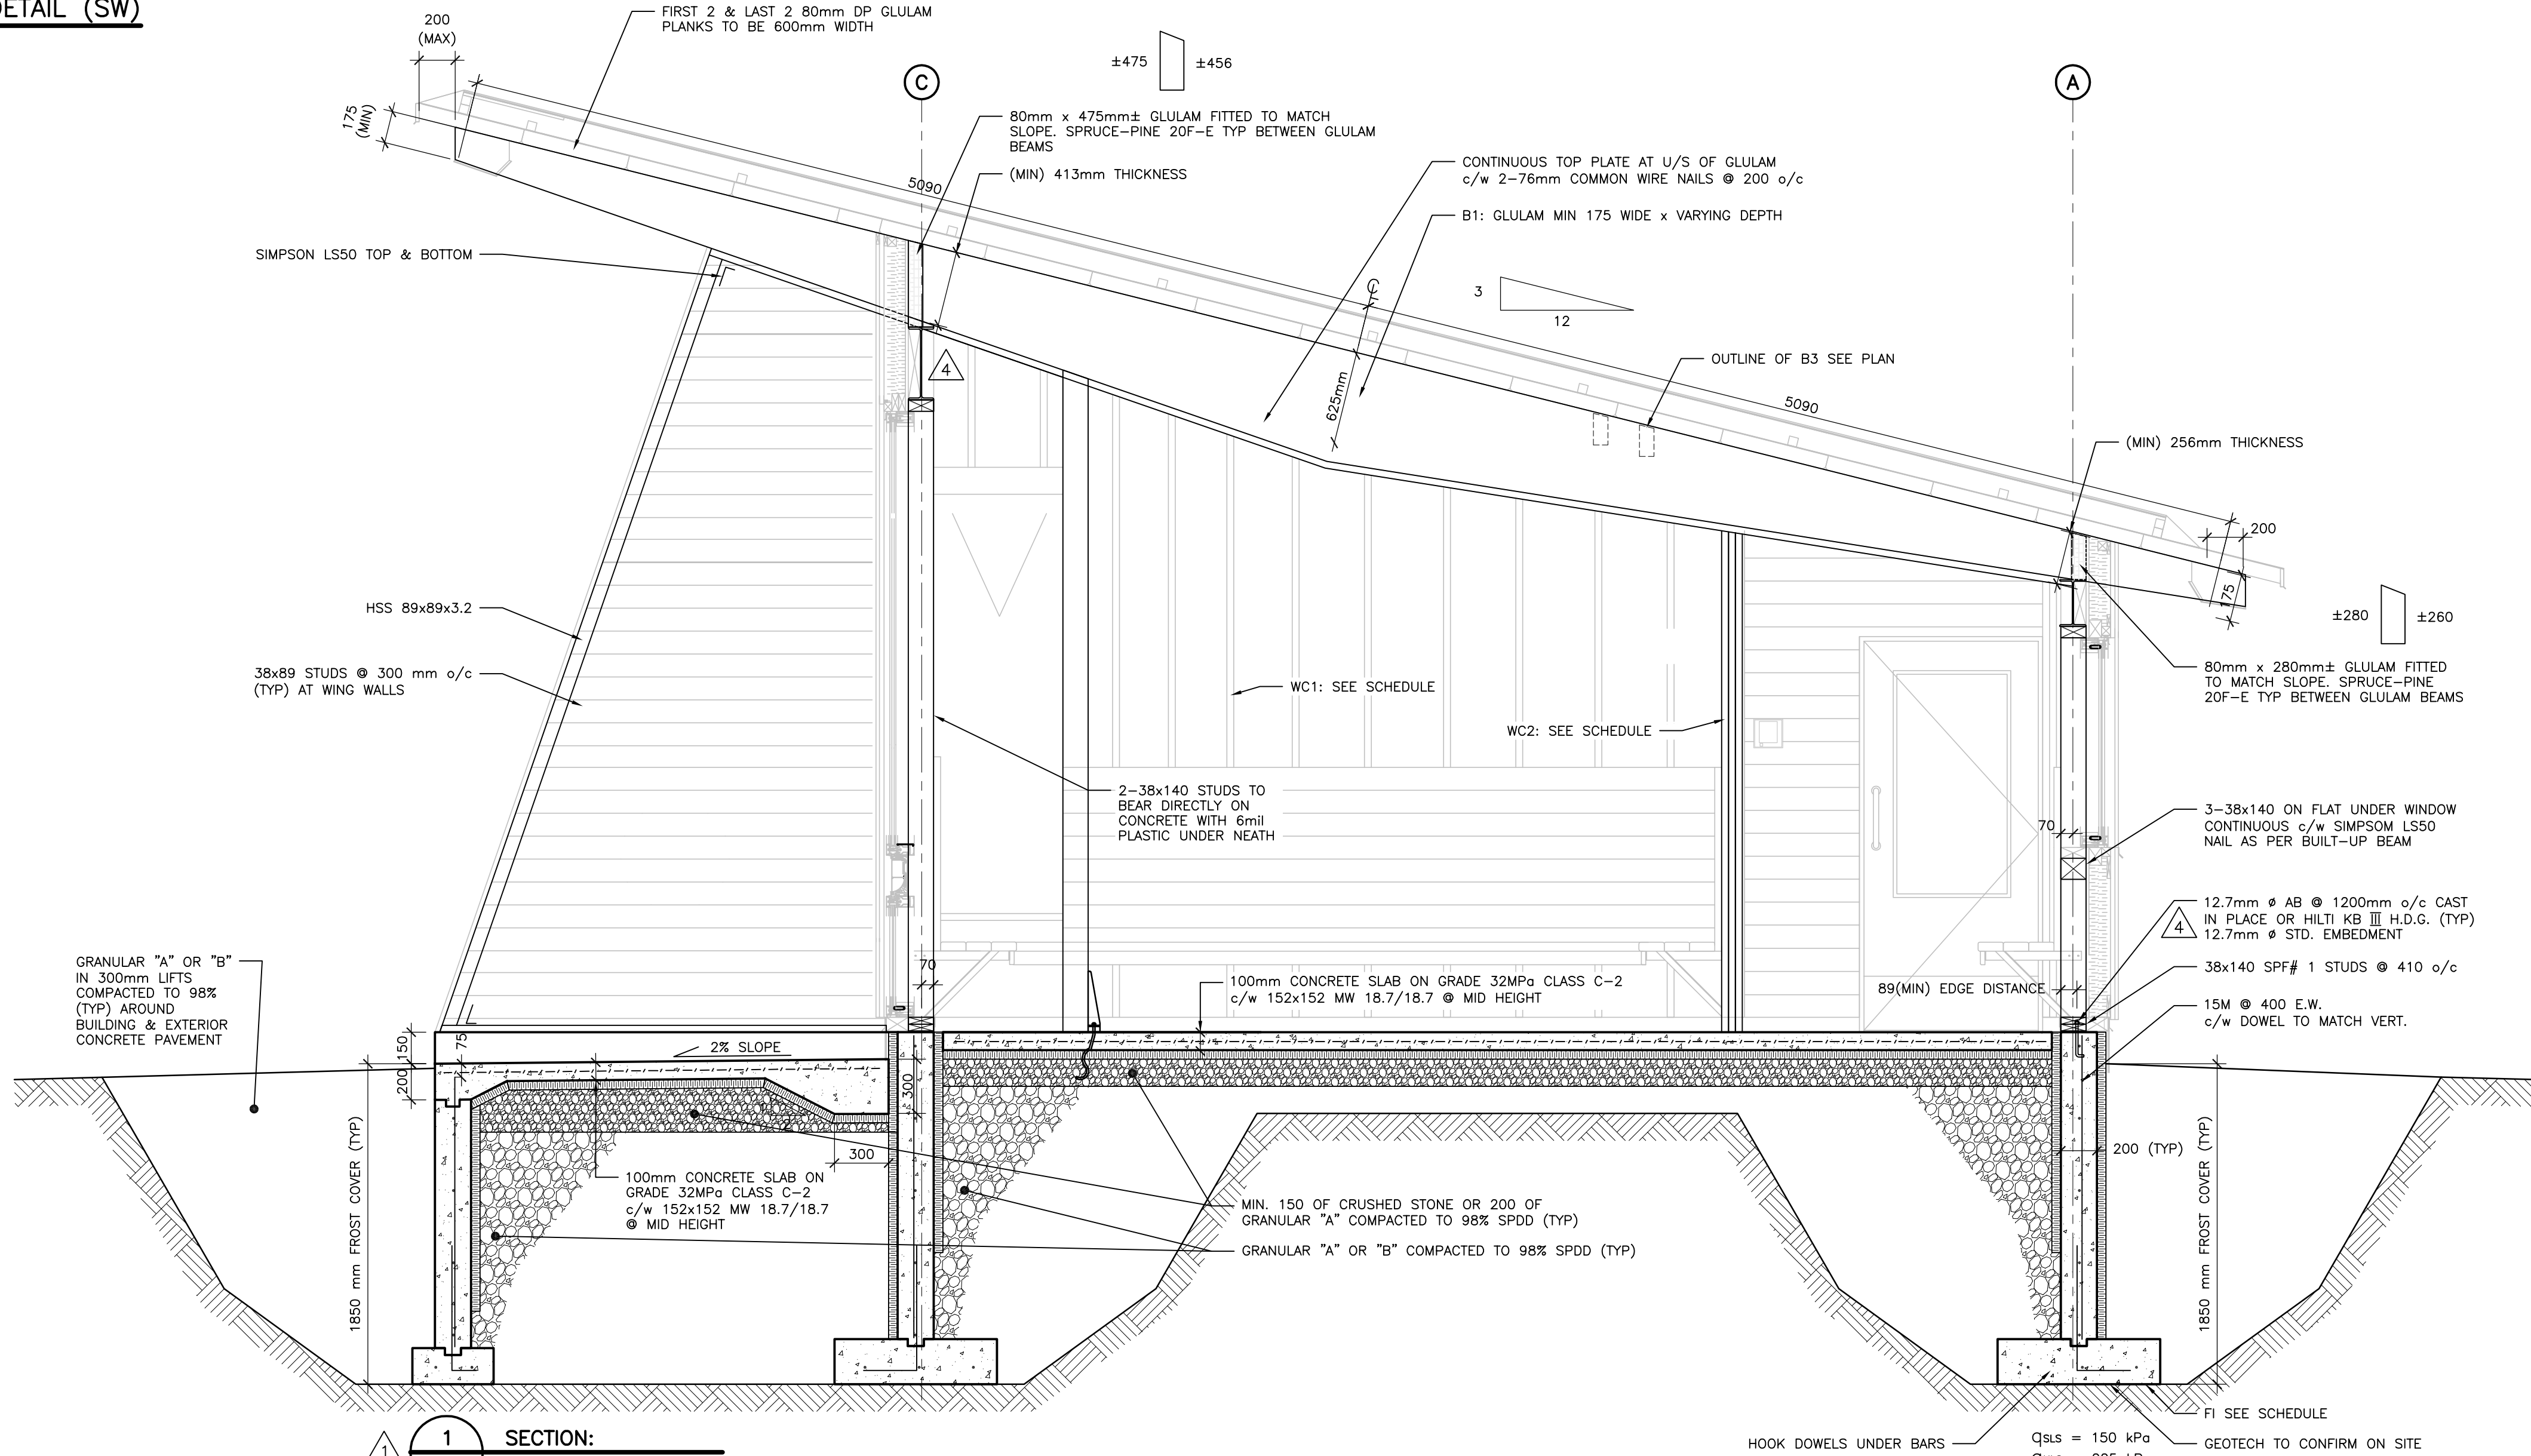 DETAIL (SW)
200
(MAX)
FIRST 2 & LAST 2 80mm DP GLULAM
PLANKS TO BE 600mm WIDTH
±475
±456
C
A
175
(MIN)
80mm x 475mm± GLULAM FITTED TO MATCH
SLOPE. SPRUCE-PINE 20F-E TYP BETWEEN GLULAM
BEAMS
(MIN) 413mm THICKNESS
5090
CONTINUOUS TOP PLATE AT U/S OF GLULAM
c/w 2-76mm COMMON WIRE NAILS @ 200 o/c
B1: GLULAM MIN 175 WIDE x VARYING DEPTH
SIMPSON LS50 TOP & BOTTOM
3
12
4
625mm
OUTLINE OF B3 SEE PLAN
5090
(MIN) 256mm THICKNESS
200
175
±280
±260
HSS 89x89x3.2
38x89 STUDS @ 300 mm o/c
(TYP) AT WING WALLS
80mm x 280mm± GLULAM FITTED
TO MATCH SLOPE. SPRUCE-PINE
20F-E TYP BETWEEN GLULAM BEAMS
WC1: SEE SCHEDULE
WC2: SEE SCHEDULE
2-38x140 STUDS TO
BEAR DIRECTLY ON
CONCRETE WITH 6mil
PLASTIC UNDER NEATH
70
3-38x140 ON FLAT UNDER WINDOW
CONTINUOUS c/w SIMPSOM LS50
NAIL AS PER BUILT-UP BEAM
12.7mm ø AB @ 1200mm o/c CAST
IN PLACE OR HILTI KB III H.D.G. (TYP)
12.7mm ø STD. EMBEDMENT
4
GRANULAR "A" OR "B"
IN 300mm LIFTS
COMPACTED TO 98%
(TYP) AROUND
BUILDING & EXTERIOR
CONCRETE PAVEMENT
70
100mm CONCRETE SLAB ON GRADE 32MPa CLASS C-2
c/w 152x152 MW 18.7/18.7 @ MID HEIGHT
89(MIN) EDGE DISTANCE
38x140 SPF# 1 STUDS @ 410 o/c
15M @ 400 E.W.
c/w DOWEL TO MATCH VERT.
150
75
200
2% SLOPE
300
1850 mm FROST COVER (TYP)
1
2
300
200 (TYP)
1850 mm FROST COVER (TYP)
100mm CONCRETE SLAB ON
GRADE 32MPa CLASS C-2
c/w 152x152 MW 18.7/18.7
@ MID HEIGHT
MIN. 150 OF CRUSHED STONE OR 200 OF
GRANULAR "A" COMPACTED TO 98% SPDD (TYP)
GRANULAR "A" OR "B" COMPACTED TO 98% SPDD (TYP)
1
1
SECTION:
FI SEE SCHEDULE
HOOK DOWELS UNDER BARS
qSLS = 150 kPa
GEOTECH TO CONFIRM ON SITE